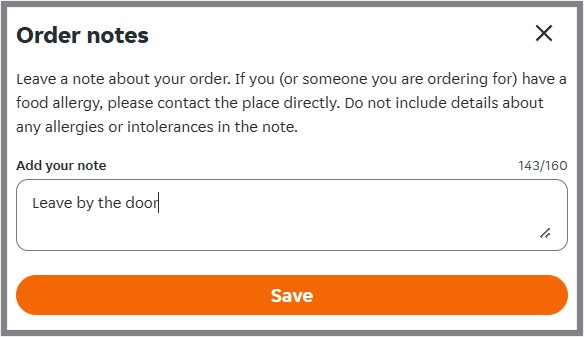 Order notes
Leave a note about your order. If you (or someone you are ordering for) have a
food allergy, please contact the place directly. Do not include details about
any allergies or intolerances in the note.
Add your note 143/160
Leave by the door
Save